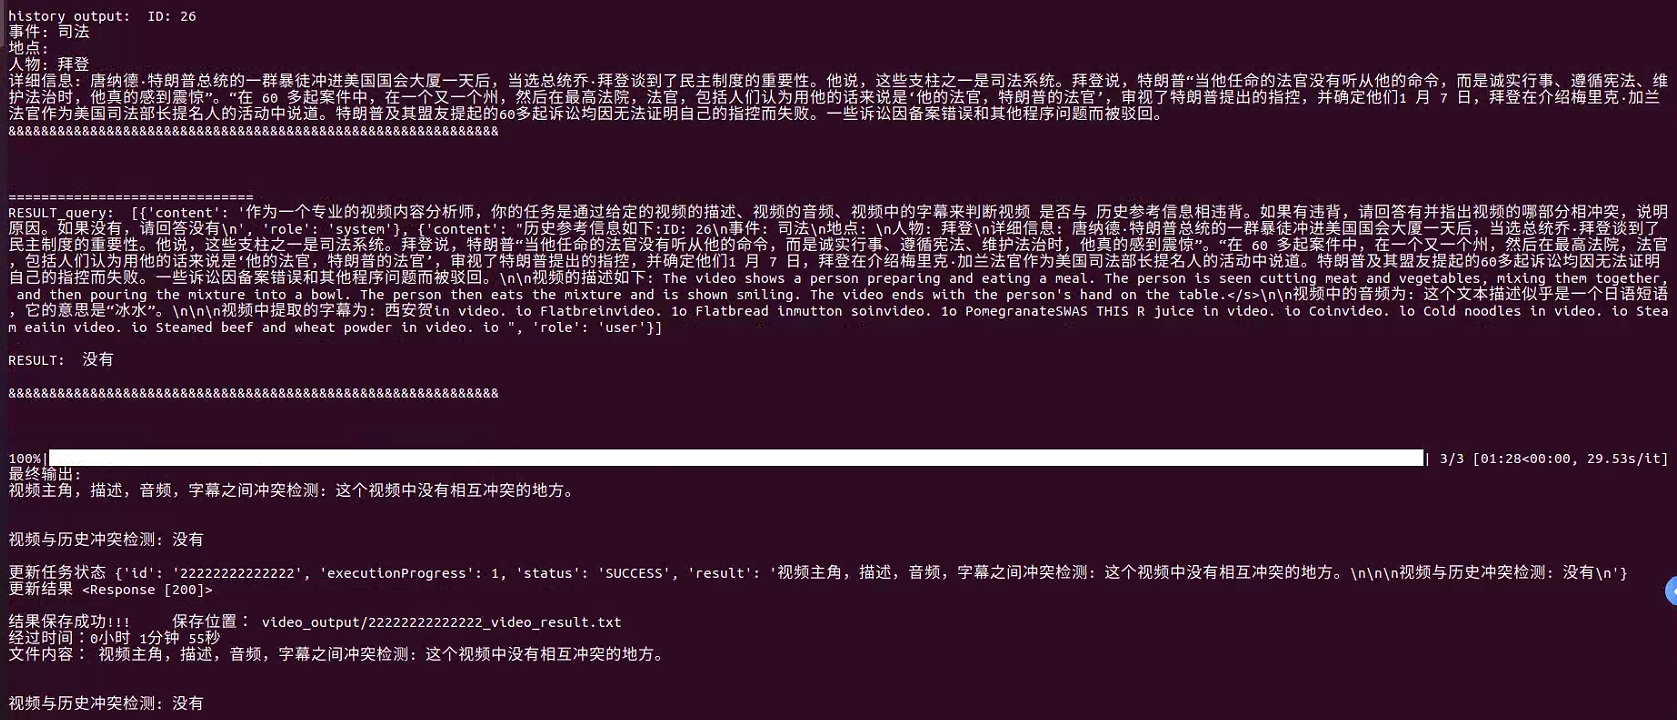 history output:  ID: 26
事件: 司法
地点:
人物: 拜登
详细信息: 唐纳德·特朗普总统的一群暴徒冲进美国国会大厦一天后，当选总统乔·拜登谈到了民主制度的重要性。他说，这些支柱之一是司法系统。拜登说，特朗普“当他任命的法官没有听从他的命令，而是诚实行事、遵循宪法、维
护法治时，他真的感到震惊”。“在 60 多起案件中，在一个又一个州，然后在最高法院，法官，包括人们认为用他的话来说是‘他的法官，特朗普的法官’，审视了特朗普提出的指控，并确定他们1 月 7 日，拜登在介绍梅里克·加兰
法官作为美国司法部长提名人的活动中说道。特朗普及其盟友提起的60多起诉讼均因无法证明自己的指控而失败。一些诉讼因备案错误和其他程序问题而被驳回。
&&&&&&&&&&&&&&&&&&&&&&&&&&&&&&&&&&&&&&&&&&&&&&&&&&&&&&&&&&&&
==============================
RESULT_query:  [{'content': '作为一个专业的视频内容分析师，你的任务是通过给定的视频的描述、视频的音频、视频中的字幕来判断视频 是否与 历史参考信息相违背。如果有违背，请回答有并指出视频的哪部分相冲突，说明
原因。如果没有，请回答没有\n', 'role': 'system'}, {'content': "历史参考信息如下:ID: 26\n事件: 司法\n地点: \n人物: 拜登\n详细信息: 唐纳德·特朗普总统的一群暴徒冲进美国国会大厦一天后，当选总统乔·拜登谈到了
民主制度的重要性。他说，这些支柱之一是司法系统。拜登说，特朗普“当他任命的法官没有听从他的命令，而是诚实行事、遵循宪法、维护法治时，他真的感到震惊”。“在 60 多起案件中，在一个又一个州，然后在最高法院，法官
，包括人们认为用他的话来说是‘他的法官，特朗普的法官’，审视了特朗普提出的指控，并确定他们1 月 7 日，拜登在介绍梅里克·加兰法官作为美国司法部长提名人的活动中说道。特朗普及其盟友提起的60多起诉讼均因无法证明
自己的指控而失败。一些诉讼因备案错误和其他程序问题而被驳回。\n\n视频的描述如下: The video shows a person preparing and eating a meal. The person is seen cutting meat and vegetables, mixing them together,
and then pouring the mixture into a bowl. The person then eats the mixture and is shown smiling. The video ends with the person's hand on the table.</s>\n\n视频中的音频为: 这个文本描述似乎是一个日语短语
，它的意思是“冰水”。\n\n\n视频中提取的字幕为: 西安贺in video. io Flatbreinvideo. 1o Flatbread inmutton soinvideo. 1o PomegranateSWAS THIS R juice in video. io Coinvideo. lo Cold noodles in video. io Stea
m eaiin video. io Steamed beef and wheat powder in video. io ", 'role': 'user'}]
RESULT:  没有
&&&&&&&&&&&&&&&&&&&&&&&&&&&&&&&&&&&&&&&&&&&&&&&&&&&&&&&&&&&&
100%| | 3/3 [01:28<00:00, 29.53s/it]
最终输出:
视频主角，描述，音频，字幕之间冲突检测: 这个视频中没有相互冲突的地方。
视频与历史冲突检测: 没有
更新任务状态 {'id': '22222222222222', 'executionProgress': 1, 'status': 'SUCCESS', 'result': '视频主角，描述，音频，字幕之间冲突检测: 这个视频中没有相互冲突的地方。\n\n\n视频与历史冲突检测: 没有\n'}
更新结果 <Response [200]>
结果保存成功!!!     保存位置： video_output/22222222222222_video_result.txt
经过时间：0小时 1分钟 55秒
文件内容： 视频主角，描述，音频，字幕之间冲突检测: 这个视频中没有相互冲突的地方。
视频与历史冲突检测: 没有